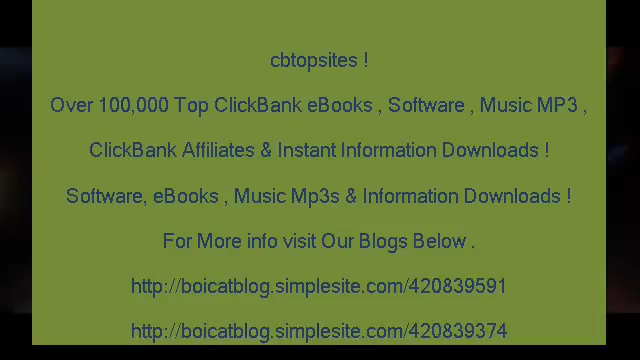 cbtopsites !
Over 100,000 Top ClickBank eBooks , Software , Music MP3 ,
ClickBank Affiliates & Instant Information Downloads !
Software, eBooks , Music Mp3s & Information Downloads !
For More info visit Our Blogs Below .
http://boicatblog.simplesite.com/420839591
http://boicatblog.simplesite.com/420839374